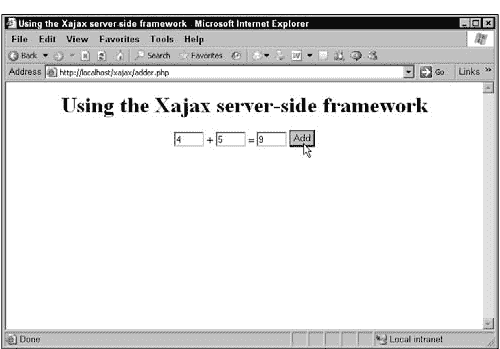 Using the Xajax server-side framework - Microsoft Internet Explorer
File Edit View Favorites Tools Help
Back Search Favorites
Address http://localhost/xajax/adder.php Go Links »
Using the Xajax server-side framework
4 + 5 = 9 Add
Done Local intranet